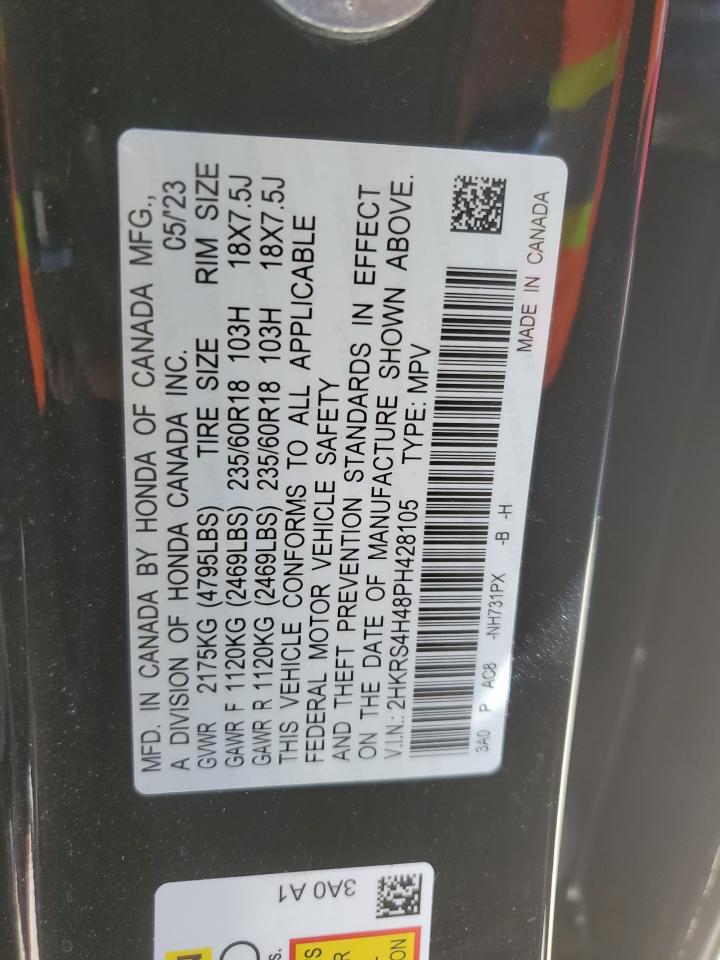 MFD. IN CANADA BY HONDA OF CANADA MFG.,
A DIVISION OF HONDA CANADA INC. 05/'23
GVWR 2175KG (4795LBS) TIRE SIZE RIM SIZE
GAWR F 1120KG (2469LBS) 235/60R18 103H 18X7.5J
GAWR R 1120KG (2469LBS) 235/60R18 103H 18X7.5J
THIS VEHICLE CONFORMS TO ALL APPLICABLE
FEDERAL MOTOR VEHICLE SAFETY
AND THEFT PREVENTION STANDARDS IN EFFECT
ON THE DATE OF MANUFACTURE SHOWN ABOVE.
V.I.N.: 2HKRS4H48PH428105 TYPE: MPV
3A0 P AC8 -NH731PX -B -H
MADE IN CANADA
3A0 A1